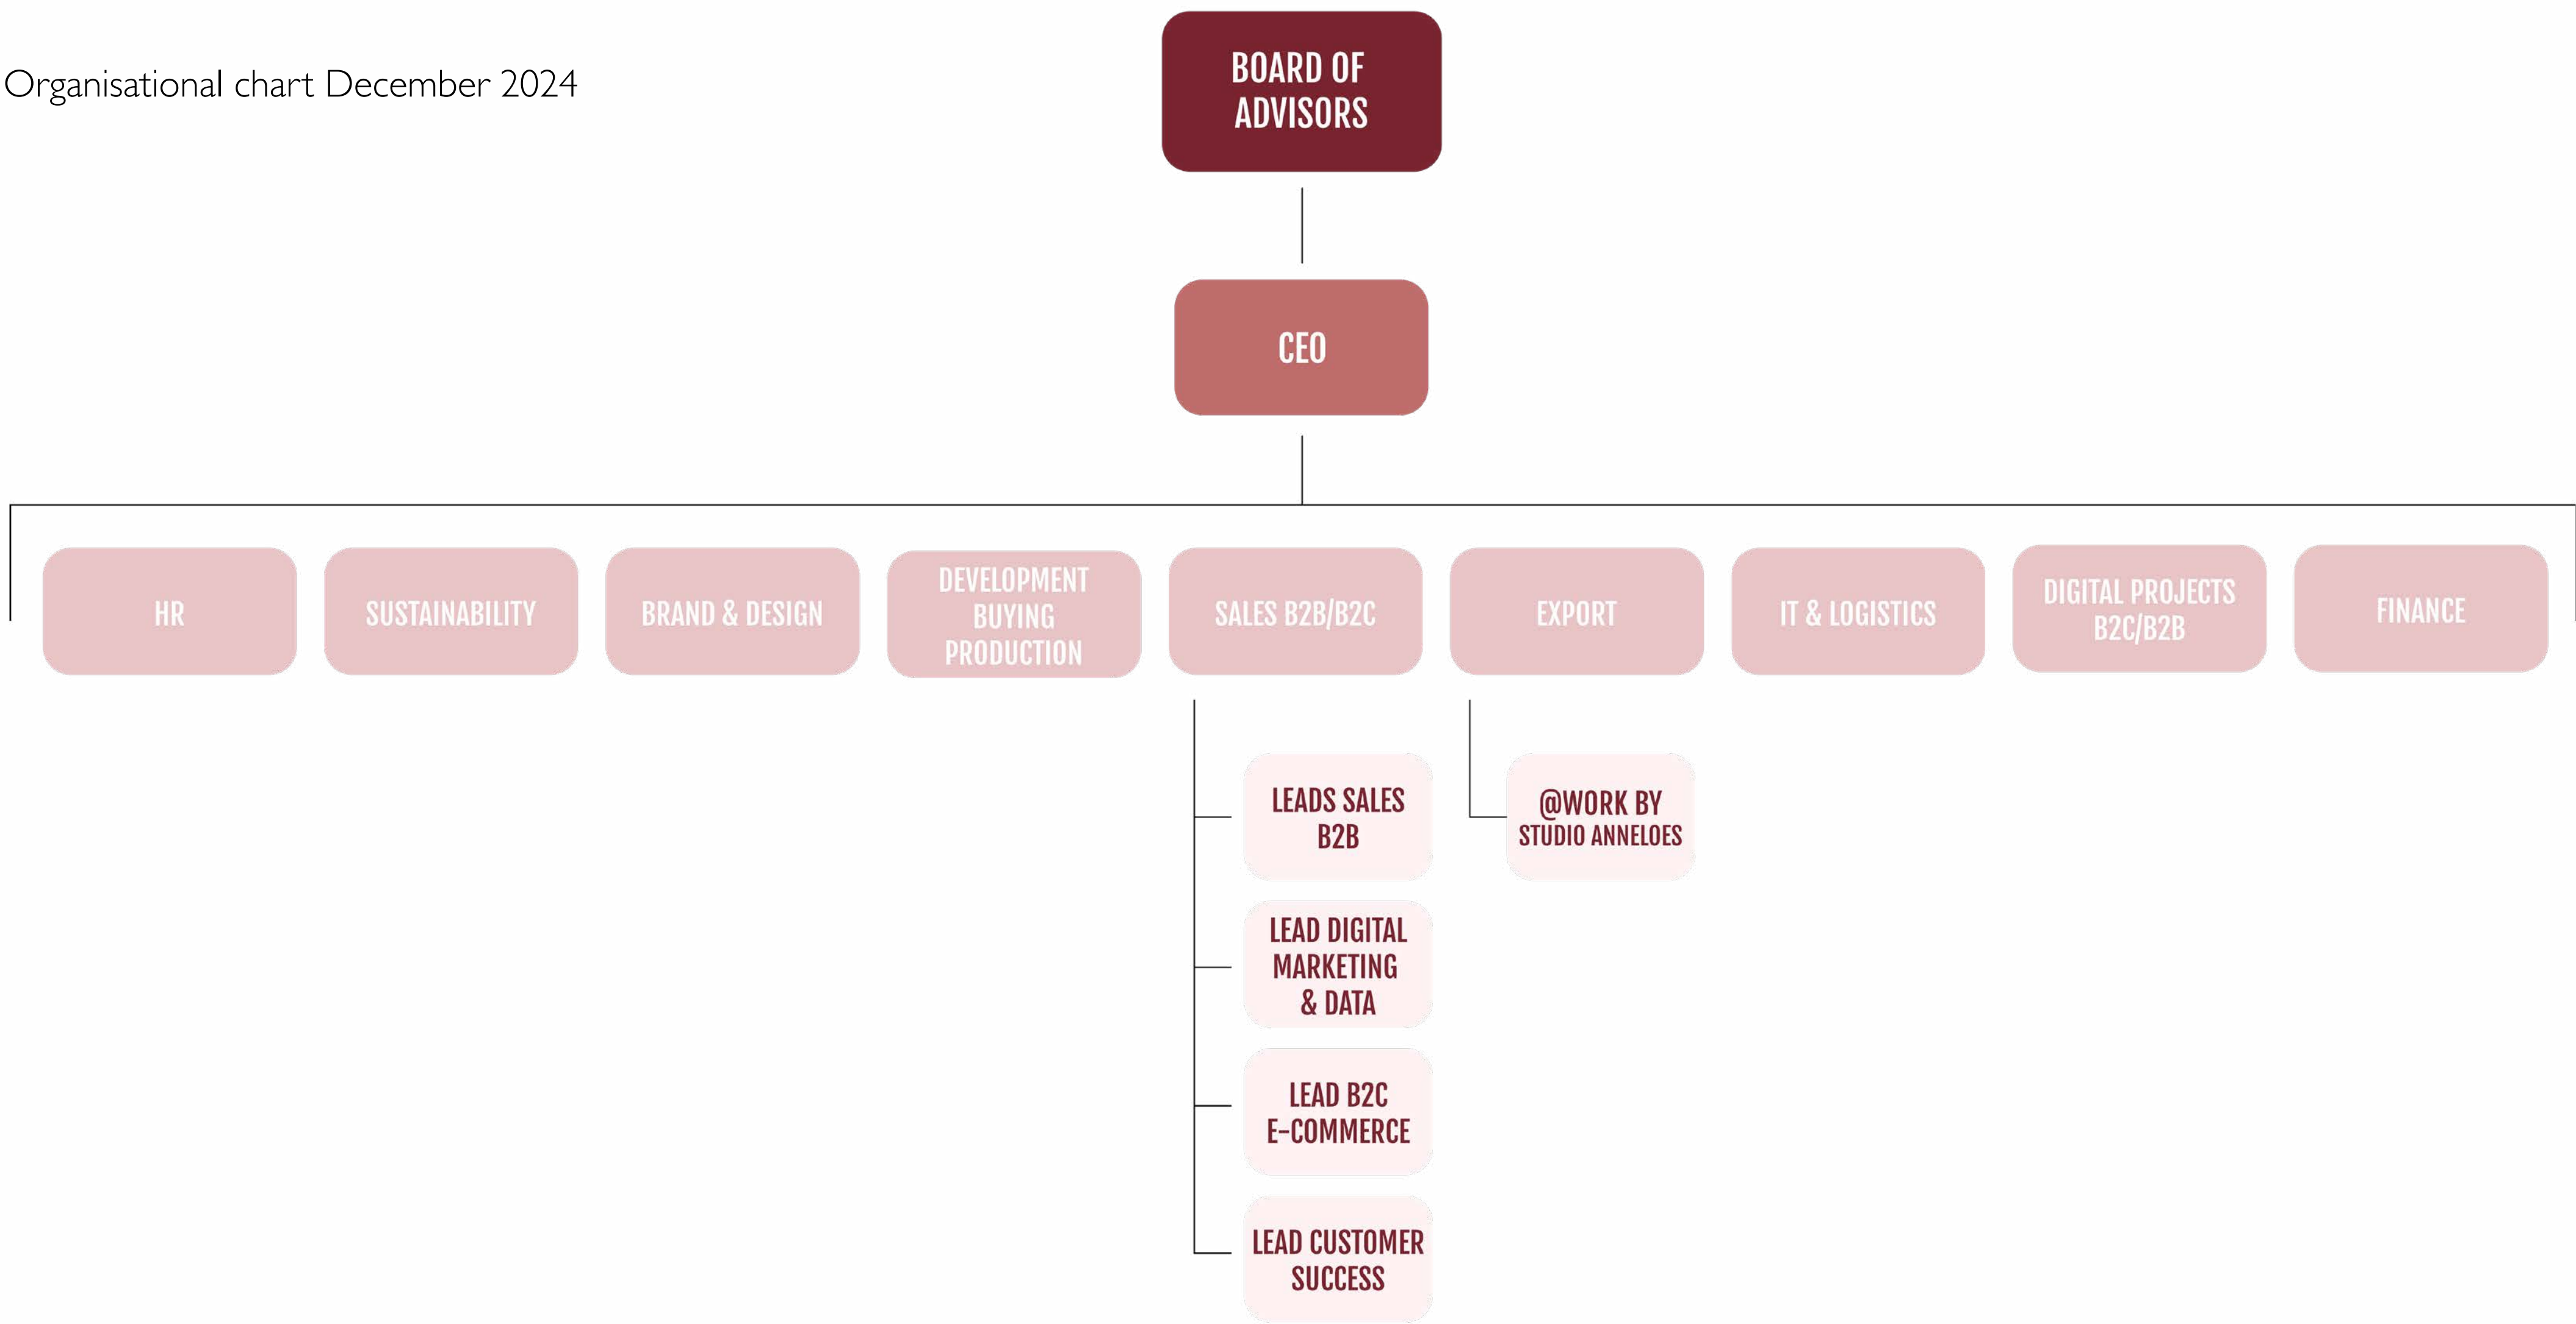 Organisational chart December 2024
BOARD OF
ADVISORS
CEO
HR
SUSTAINABILITY
BRAND & DESIGN
DEVELOPMENT
BUYING
PRODUCTION
SALES B2B/B2C
EXPORT
IT & LOGISTICS
DIGITAL PROJECTS
B2C/B2B
FINANCE
LEADS SALES
B2B
LEAD DIGITAL
MARKETING
& DATA
LEAD B2C
E-COMMERCE
LEAD CUSTOMER
SUCCESS
@WORK BY
STUDIO ANNELOES